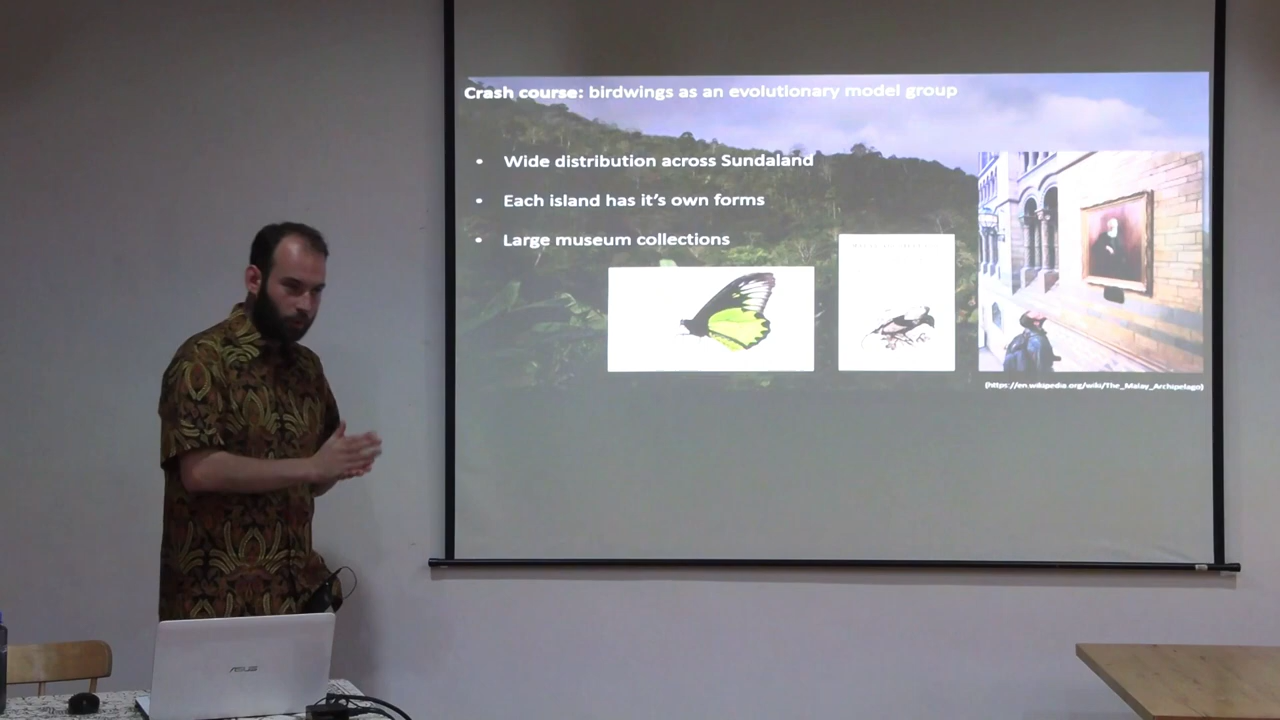 Crash course: birdwings as an evolutionary model group
• Wide distribution across Sundaland
• Each island has it's own forms
• Large museum collections
(https://en.wikipedia.org/wiki/The_Malay_Archipelago)
ASUS